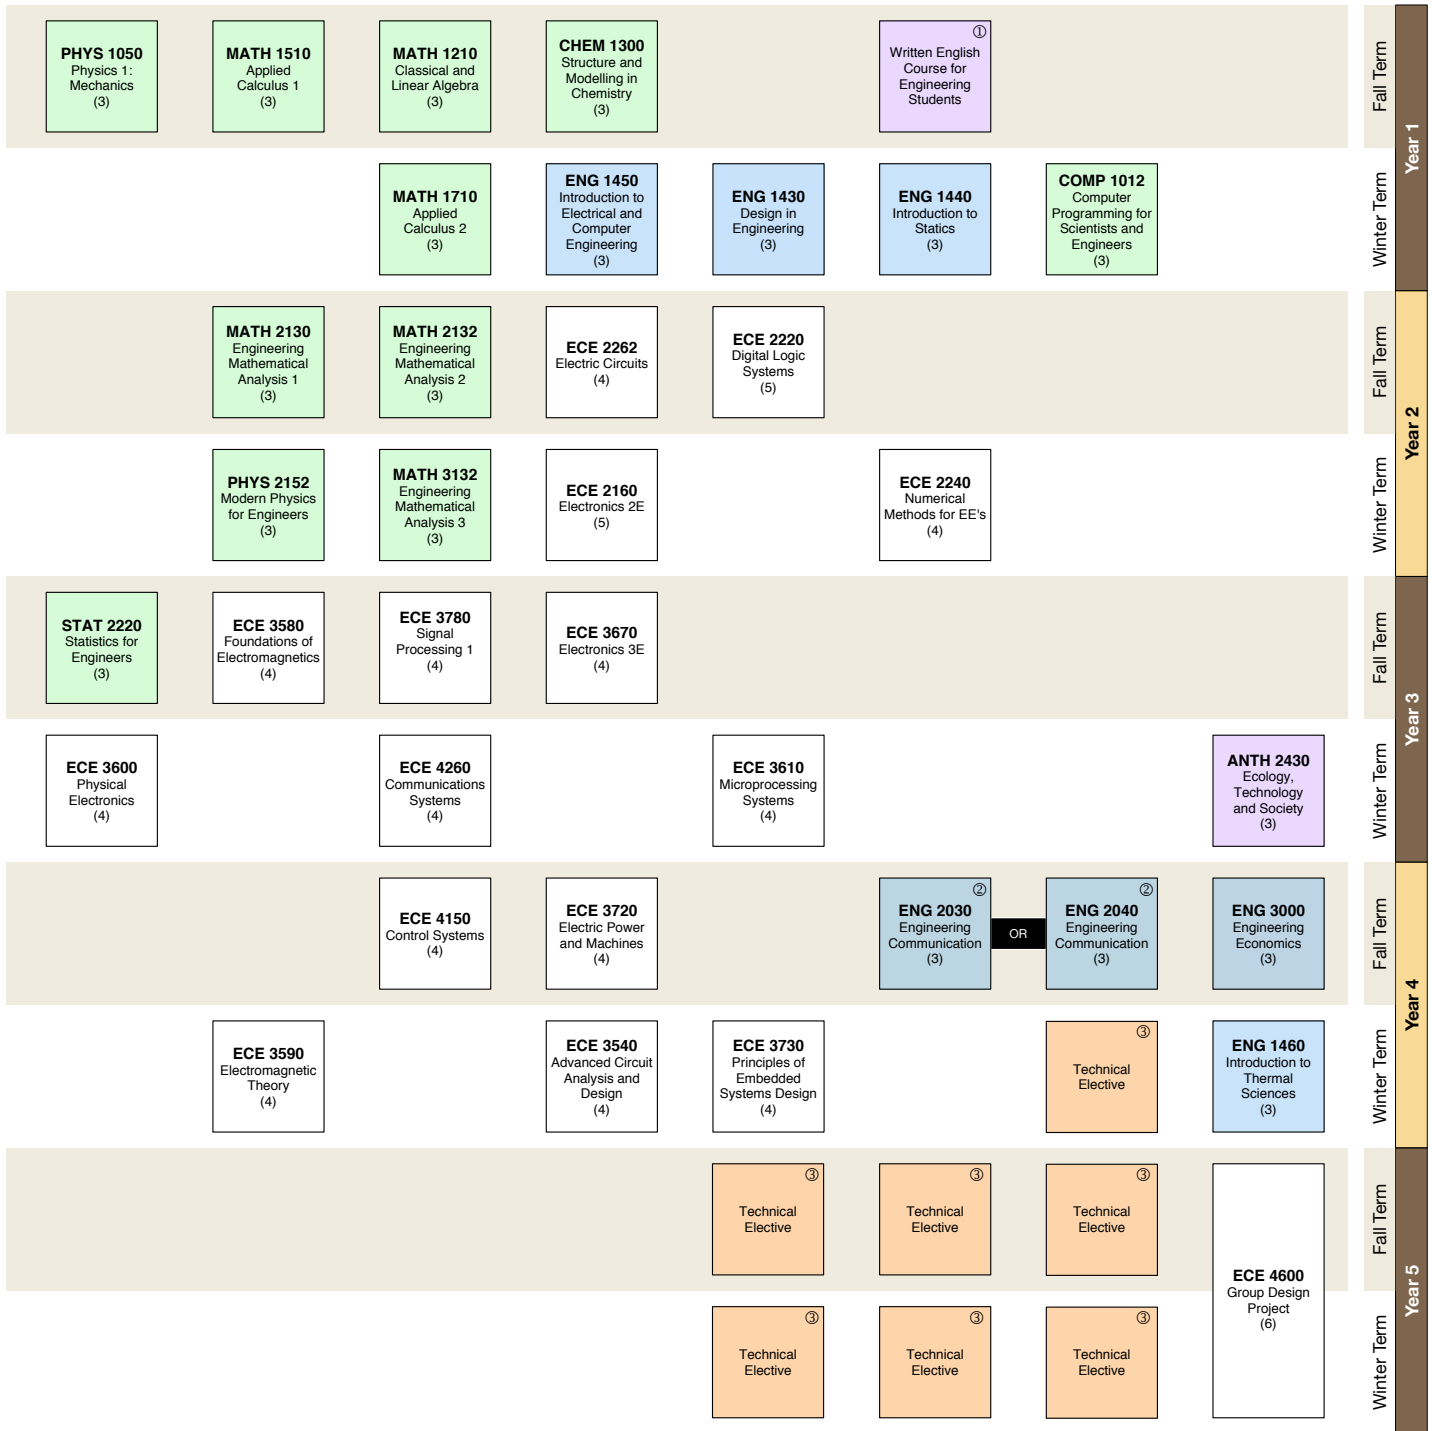 PHYS 1050
Physics 1:
Mechanics
(3)
MATH 1510
Applied
Calculus 1
(3)
MATH 1210
Classical and
Linear Algebra
(3)
CHEM 1300
Structure and
Modelling in
Chemistry
(3)
①
Written English
Course for
Engineering
Students
Fall Term
Year 1
MATH 1710
Applied
Calculus 2
(3)
ENG 1450
Introduction to
Electrical and
Computer
Engineering
(3)
ENG 1430
Design in
Engineering
(3)
ENG 1440
Introduction to
Statics
(3)
COMP 1012
Computer
Programming for
Scientists and
Engineers
(3)
Winter Term
MATH 2130
Engineering
Mathematical
Analysis 1
(3)
MATH 2132
Engineering
Mathematical
Analysis 2
(3)
ECE 2262
Electric Circuits
(4)
ECE 2220
Digital Logic
Systems
(5)
Fall Term
Year 2
PHYS 2152
Modern Physics
for Engineers
(3)
MATH 3132
Engineering
Mathematical
Analysis 3
(3)
ECE 2160
Electronics 2E
(5)
ECE 2240
Numerical
Methods for EE's
(4)
Winter Term
STAT 2220
Statistics for
Engineers
(3)
ECE 3580
Foundations of
Electromagnetics
(4)
ECE 3780
Signal
Processing 1
(4)
ECE 3670
Electronics 3E
(4)
Fall Term
Year 3
ECE 3600
Physical
Electronics
(4)
ECE 4260
Communications
Systems
(4)
ECE 3610
Microprocessing
Systems
(4)
ANTH 2430
Ecology,
Technology
and Society
(3)
Winter Term
ECE 4150
Control Systems
(4)
ECE 3720
Electric Power
and Machines
(4)
②
ENG 2030
Engineering
Communication
(3)
OR
②
ENG 2040
Engineering
Communication
(3)
ENG 3000
Engineering
Economics
(3)
Fall Term
Year 4
ECE 3590
Electromagnetic
Theory
(4)
ECE 3540
Advanced Circuit
Analysis and
Design
(4)
ECE 3730
Principles of
Embedded
Systems Design
(4)
③
Technical
Elective
ENG 1460
Introduction to
Thermal
Sciences
(3)
Winter Term
③
Technical
Elective
③
Technical
Elective
③
Technical
Elective
ECE 4600
Group Design
Project
(6)
Fall Term
Year 5
③
Technical
Elective
③
Technical
Elective
③
Technical
Elective
Winter Term